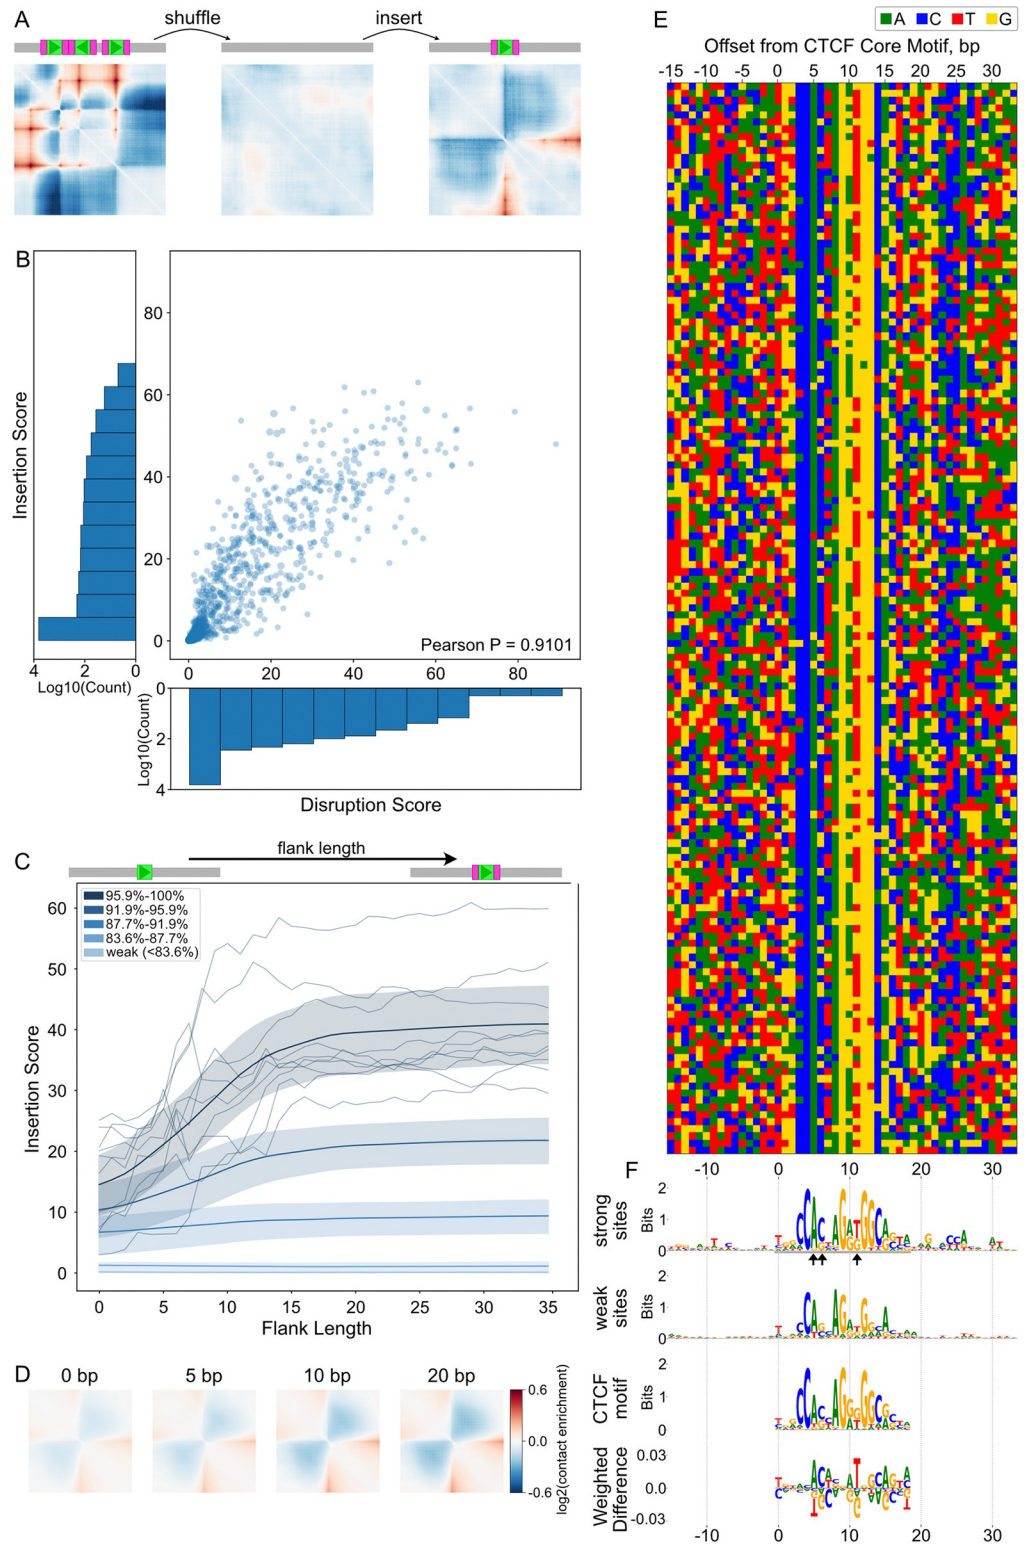 A
shuffle
insert
B
Insertion Score
80
60
40
20
0
Pearson P = 0.9101
4 2 0
Log10(Count)
0 20 40 60 80
Log10(Count)
0
2
4
Disruption Score
C
flank length
95.9%-100%
91.9%-95.9%
87.7%-91.9%
83.6%-87.7%
weak (<83.6%)
Insertion Score
60
50
40
30
20
10
0
0 5 10 15 20 25 30 35
Flank Length
D
0 bp 5 bp 10 bp 20 bp
0.6
0.0
-0.6
log2(contact enrichment)
E
A C T G
Offset from CTCF Core Motif, bp
-15 -10 -5 0 5 10 15 20 25 30
F
-10 0 10 20 30
strong
sites
Bits
2
1
0
weak
sites
Bits
2
1
0
CTCF
motif
Bits
2
1
0
Weighted
Difference
0.03
0.0
-0.03
-10 0 10 20 30